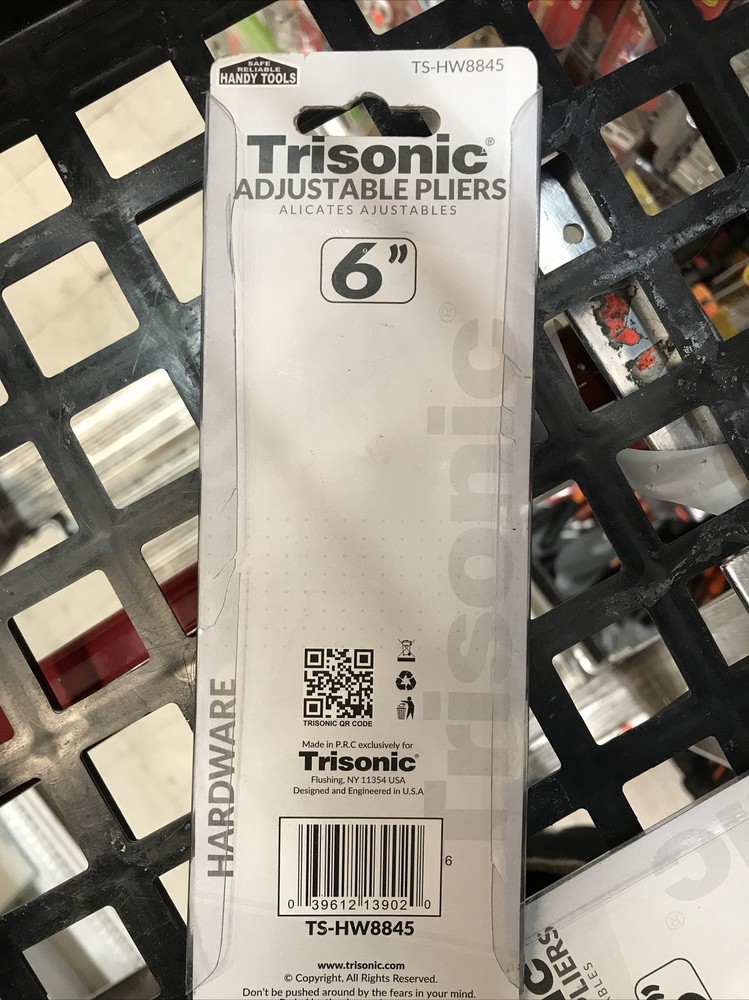 SAFE
RELIABLE
HANDY TOOLS
TS-HW8845
Trisonic®
ADJUSTABLE PLIERS
ALICATES AJUSTABLES
6”
Trisonic®
HARDWARE
TRISONIC QR CODE
Made in P.R.C exclusively for
Trisonic®
Flushing, NY 11354 USA
Designed and Engineered in U.S.A
6
0 39612 13902 0
TS-HW8845
www.trisonic.com
© Copyright, All Rights Reserved.
Don't be pushed around by the fears in your mind.